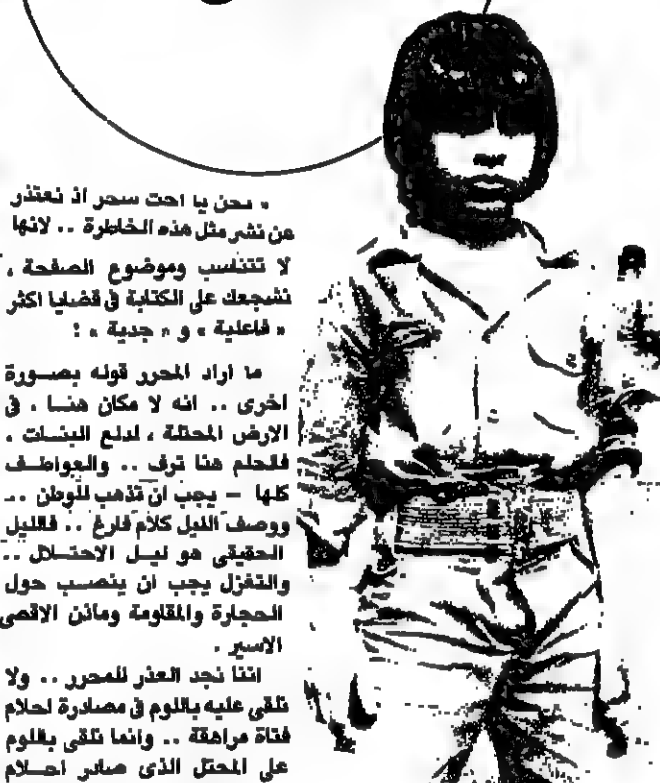 « نحن يا اخت سحر اذ نعتذر
عن نشر مثل هذه الخاطرة .. لانها
لا تتناسب وموضوع الصفحة ،
نشجعك على الكتابة في قضايا اكثر
« فاعلية » و « جدية » :
ما اراد المحرر قوله بصورة
اخرى .. انه لا مكان هنا ، في
الارض المحتلة ، لدلع البنات ،
فالحلم هنا ترف .. والعواطف
كلها — يجب ان تذهب للوطن ..
ووصف الليل كلام فارغ .. فالليل
الحقيقي هو ليل الاحتلال ..
والتغزل يجب ان ينصب حول
الحجارة والمقاومة ومآذن الاقصى
الاسير .
اننا نجد العذر للمحرر .. ولا
نلقي عليه باللوم في مصادرة احلام
فتاة مراهقة .. وانما نلقي باللوم
على المحتل الذى صادر احلام